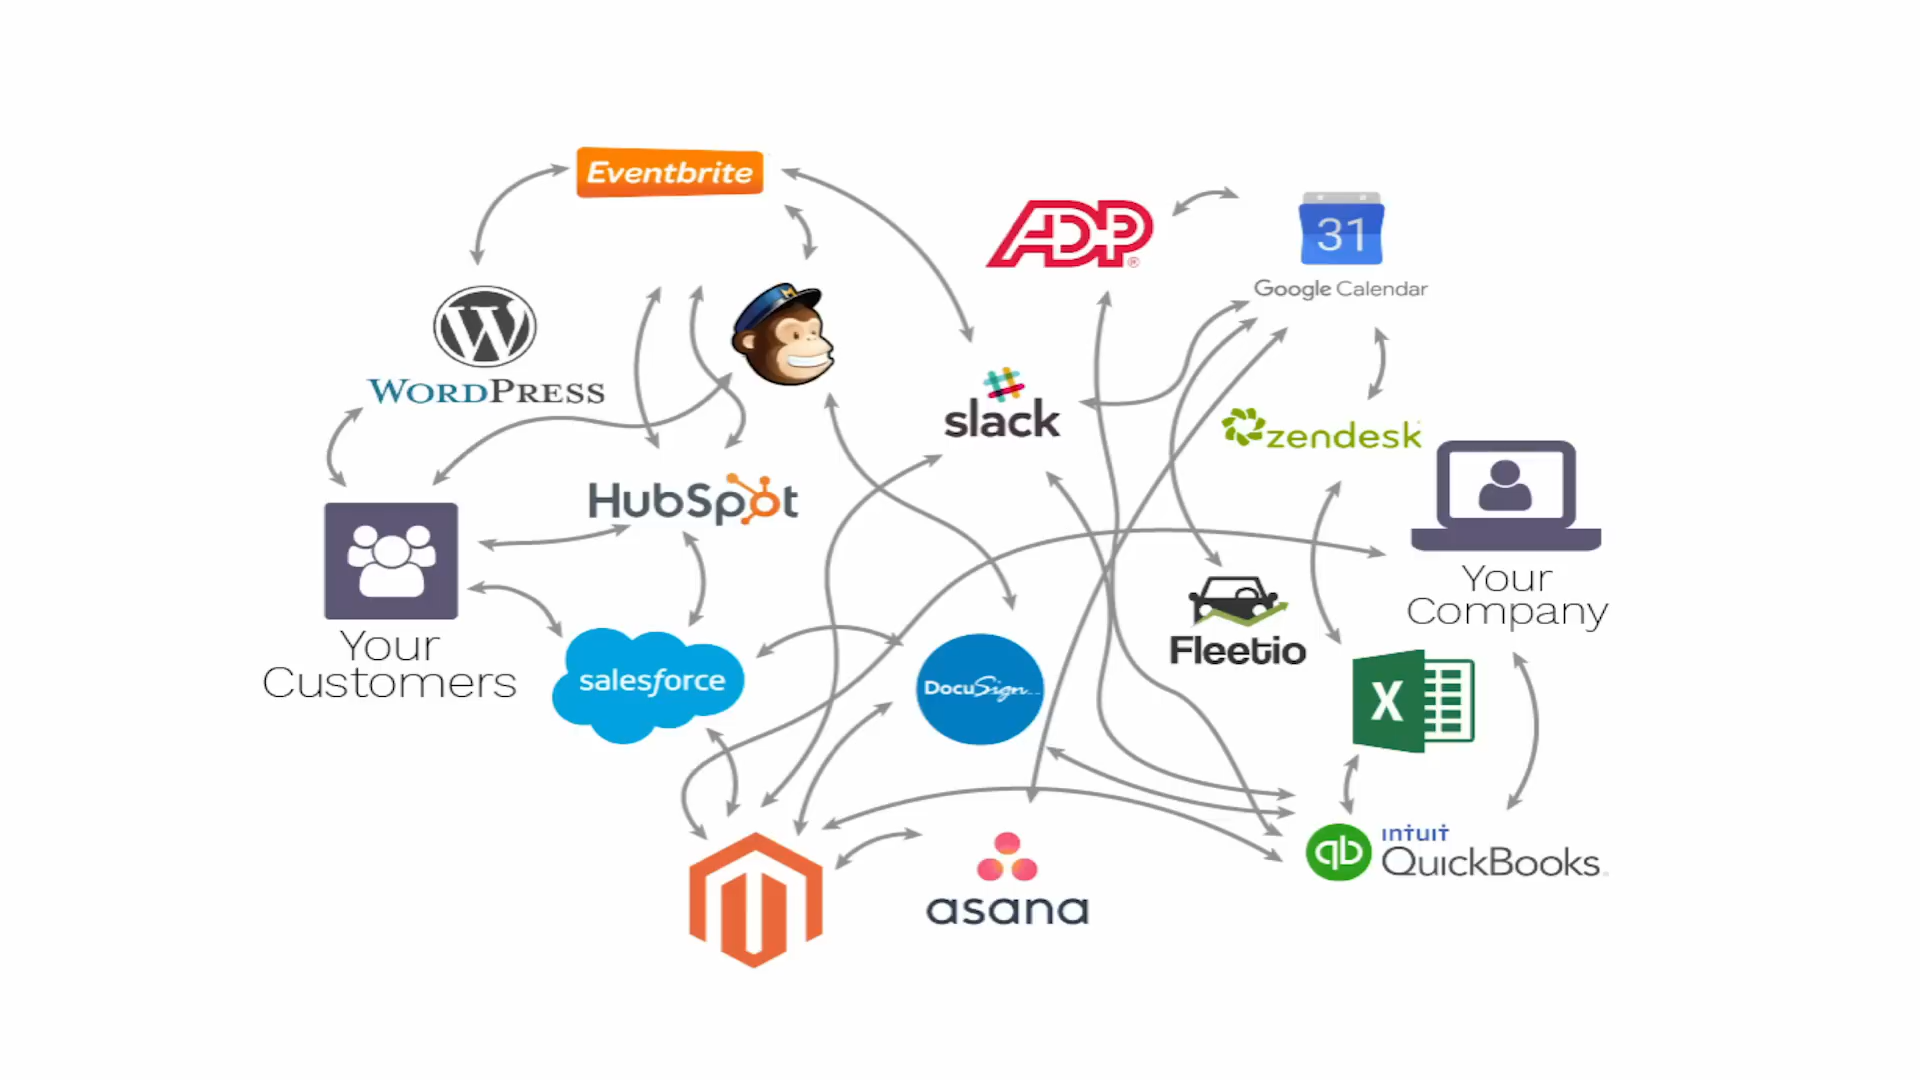 Eventbrite
ADP
®
31
Google Calendar
W
WORDPRESS
slack
zendesk
HubSpot
Your
Company
Your
Customers
Fleetio
salesforce
DocuSign
X
intuit
qb
QuickBooks
asana